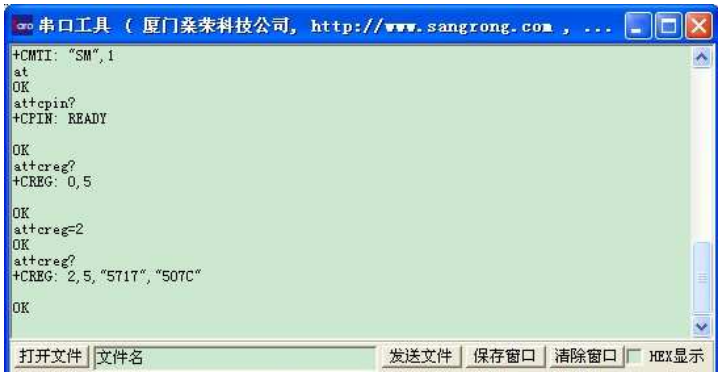 串口工具 ( 厦门桑荣科技公司, http://www.sangrong.com , ...
+CMTI: "SM",1
at
OK
at+cpin?
+CPIN: READY
OK
at+creg?
+CREG: 0,5
OK
at+creg=2
OK
at+creg?
+CREG: 2,5,"5717","507C"
OK
打开文件 文件名 发送文件 保存窗口 清除窗口 HEX显示